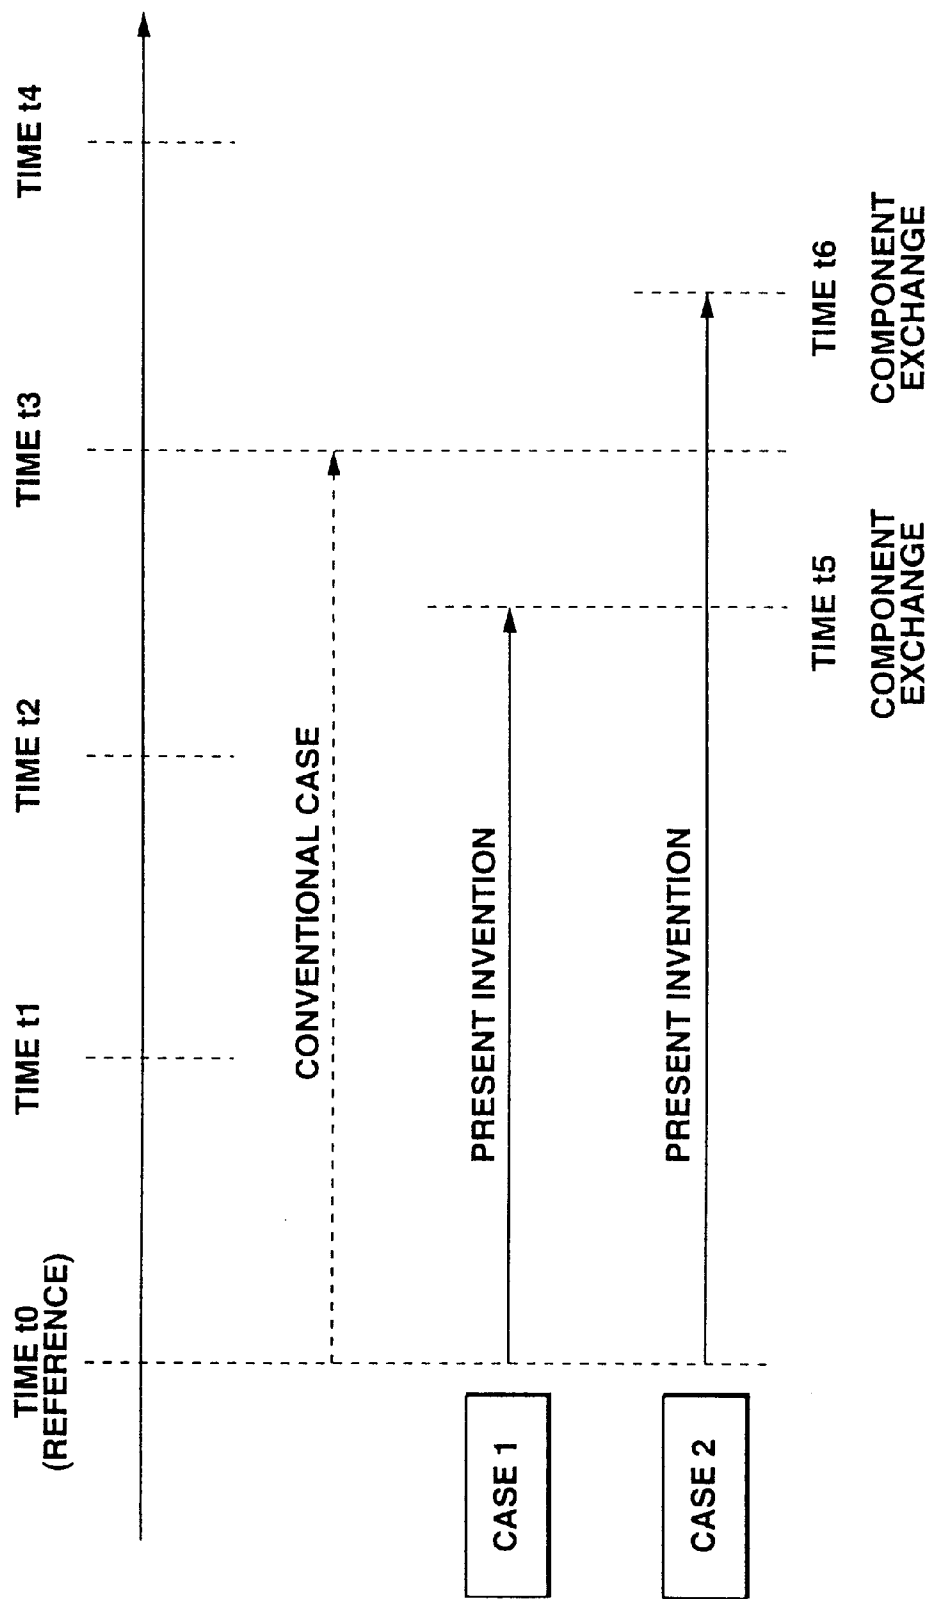 TIME t0
(REFERENCE)
TIME t1
TIME t2
TIME t3
TIME t4
CONVENTIONAL CASE
CASE 1
PRESENT INVENTION
CASE 2
PRESENT INVENTION
TIME t5
COMPONENT
EXCHANGE
TIME t6
COMPONENT
EXCHANGE